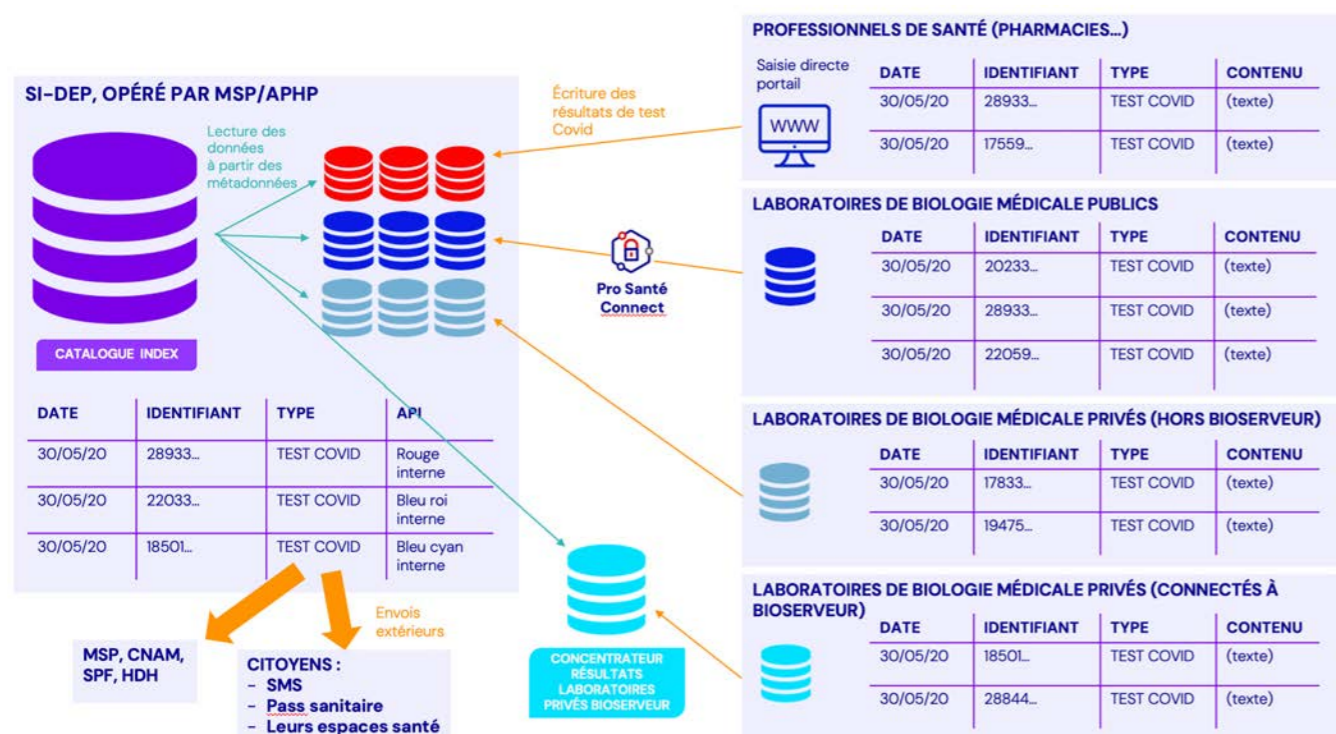 SI-DEP, OPÉRÉ PAR MSP/APHP
Lecture des
données
à partir des
métadonnées
CATALOGUE INDEX
DATE IDENTIFIANT TYPE API
30/05/20 28933... TEST COVID Rouge
interne
30/05/20 22033... TEST COVID Bleu roi
interne
30/05/20 18501... TEST COVID Bleu cyan
interne
Envois
extérieurs
MSP, CNAM,
SPF, HDH
CITOYENS :
- SMS
- Pass sanitaire
- Leurs espaces santé
Écriture des
résultats de test
Covid
Pro Santé
Connect
CONCENTRATEUR
RÉSULTATS
LABORATOIRES
PRIVÉS BIOSERVEUR
PROFESSIONNELS DE SANTÉ (PHARMACIES...)
Saisie directe
portail
WWW
DATE IDENTIFIANT TYPE CONTENU
30/05/20 28933... TEST COVID (texte)
30/05/20 17559... TEST COVID (texte)
LABORATOIRES DE BIOLOGIE MÉDICALE PUBLICS
DATE IDENTIFIANT TYPE CONTENU
30/05/20 20233... TEST COVID (texte)
30/05/20 28933... TEST COVID (texte)
30/05/20 22059... TEST COVID (texte)
LABORATOIRES DE BIOLOGIE MÉDICALE PRIVÉS (HORS BIOSERVEUR)
DATE IDENTIFIANT TYPE CONTENU
30/05/20 17833... TEST COVID (texte)
30/05/20 19475... TEST COVID (texte)
LABORATOIRES DE BIOLOGIE MÉDICALE PRIVÉS (CONNECTÉS À
BIOSERVEUR)
DATE IDENTIFIANT TYPE CONTENU
30/05/20 18501... TEST COVID (texte)
30/05/20 28844... TEST COVID (texte)